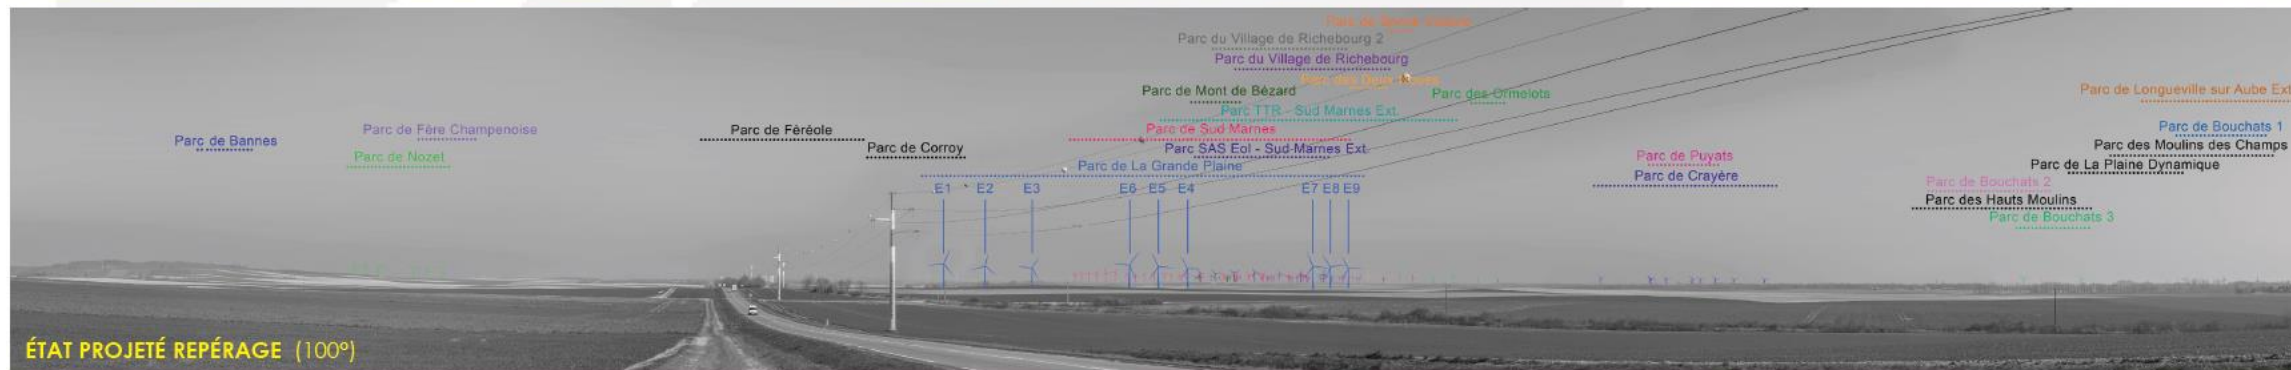 Parc du Village de Richebourg 2
Parc du Village de Richebourg
Parc de Mont de Bézard
Parc des Ormelots
Parc de Longueville sur Aube Ext
Parc TTR - Sud Marnes Ext.
Parc de Bannes
Parc de Fère Champenoise
Parc de Nozet
Parc de Féréole
Parc de Corroy
Parc de Sud Marnes
Parc SAS Eol - Sud-Marnes Ext.
Parc de La Grande Plaine
E1 E2 E3 E6 E5 E4 E7 E8 E9
Parc de Puyats
Parc de Crayère
Parc de Bouchats 1
Parc des Moulins des Champs
Parc de La Plaine Dynamique
Parc de Bouchats 2
Parc des Hauts Moulins
Parc de Bouchats 3
ÉTAT PROJETÉ REPÉRAGE (100°)